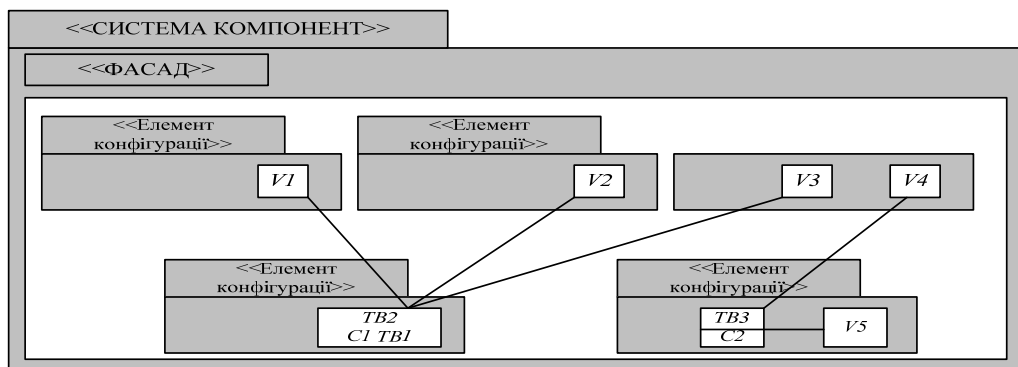 <<СИСТЕМА КОМПОНЕНТ>>
<<ФАСАД>>
<<Елемент
конфігурації>>
<<Елемент
конфігурації>>
V1
V2
V3
V4
<<Елемент
конфігурації>>
<<Елемент
конфігурації>>
TB2
C1 TB1
TB3
C2
V5